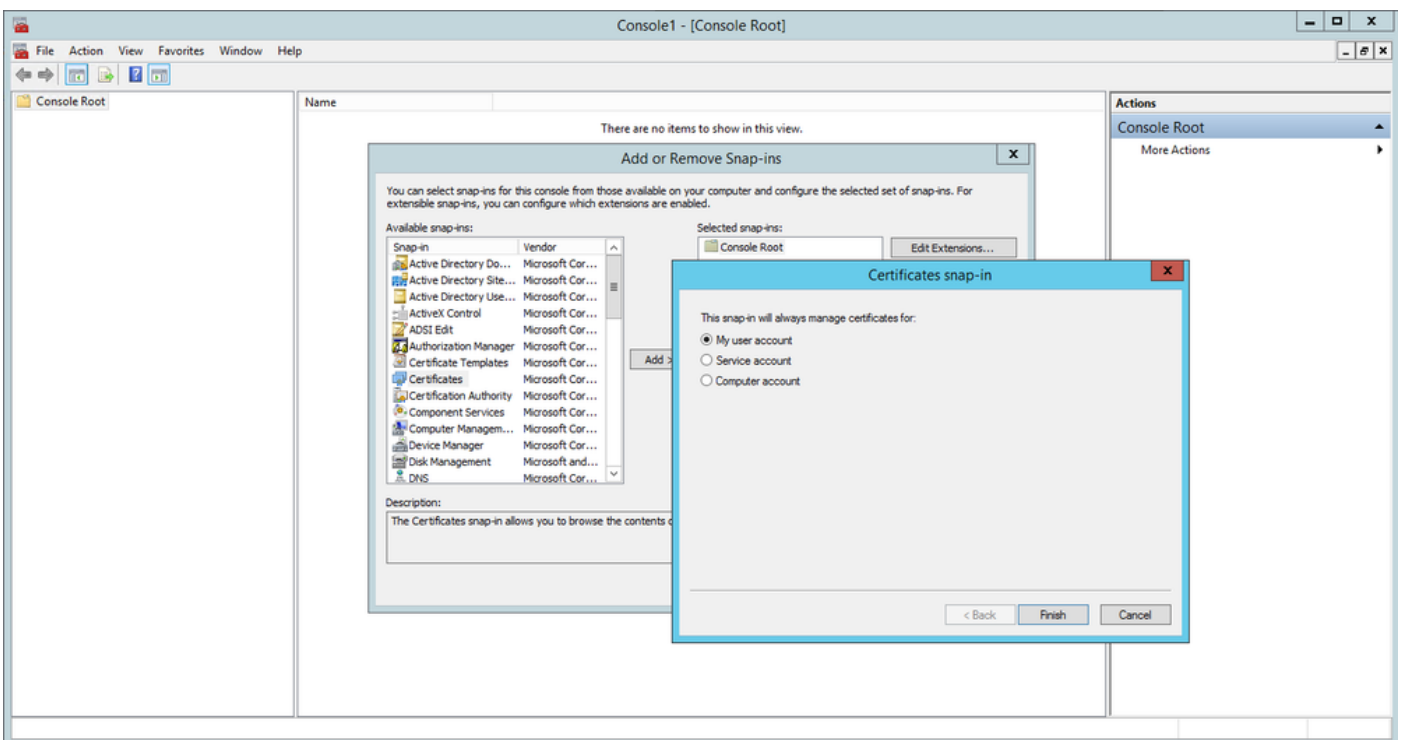 Console1 - [Console Root]
File Action View Favorites Window Help
Console Root
Name
There are no items to show in this view.
Actions
Console Root
More Actions
Add or Remove Snap-ins
You can select snap-ins for this console from those available on your computer and configure the selected set of snap-ins. For
extensible snap-ins, you can configure which extensions are enabled.
Available snap-ins:
Snap-in Vendor
Active Directory Do... Microsoft Cor...
Active Directory Site... Microsoft Cor...
Active Directory Use... Microsoft Cor...
ActiveX Control Microsoft Cor...
ADSI Edit Microsoft Cor...
Authorization Manager Microsoft Cor...
Certificate Templates Microsoft Cor...
Certificates Microsoft Cor...
Certification Authority Microsoft Cor...
Component Services Microsoft Cor...
Computer Managem... Microsoft Cor...
Device Manager Microsoft Cor...
Disk Management Microsoft and...
DNS Microsoft Cor...
Add >
Selected snap-ins:
Console Root
Edit Extensions...
Description:
The Certificates snap-in allows you to browse the contents
Certificates snap-in
This snap-in will always manage certificates for:
My user account
Service account
Computer account
< Back Finish Cancel